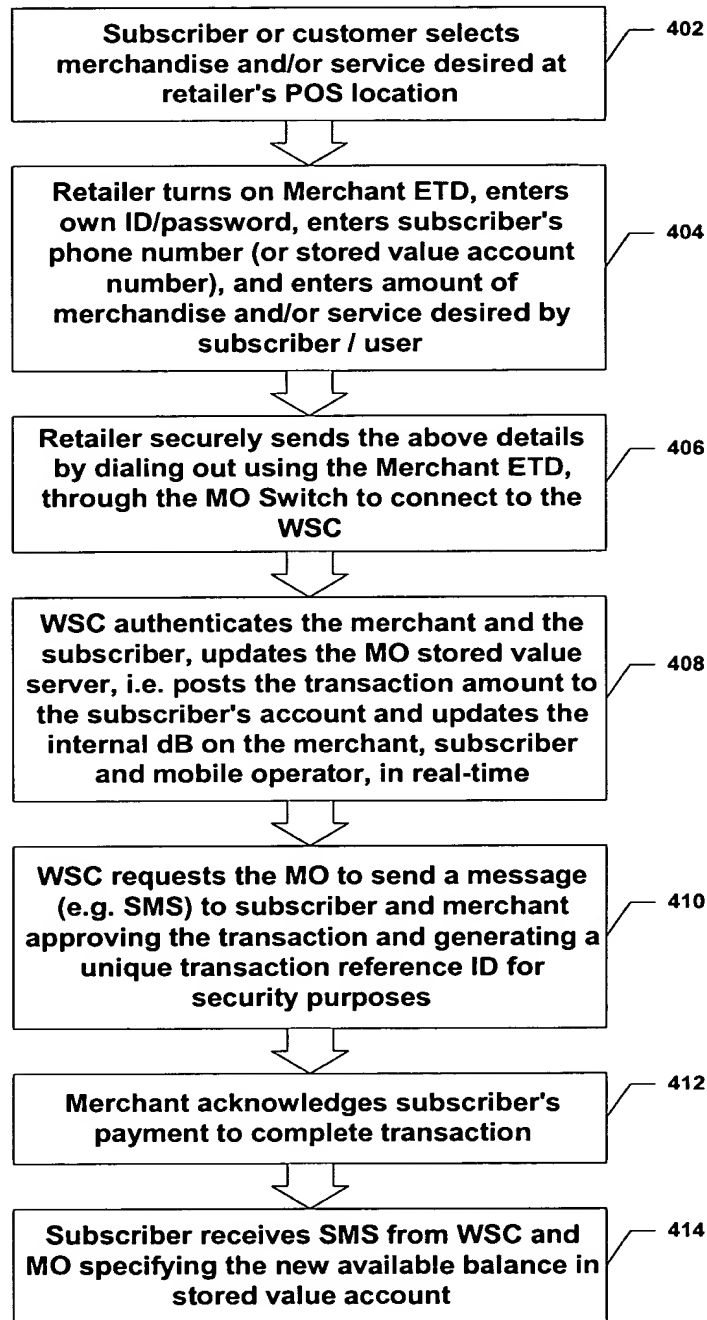 Subscriber or customer selects
merchandise and/or service desired at
retailer's POS location
402
Retailer turns on Merchant ETD, enters
own ID/password, enters subscriber's
phone number (or stored value account
number), and enters amount of
merchandise and/or service desired by
subscriber / user
404
Retailer securely sends the above details
by dialing out using the Merchant ETD,
through the MO Switch to connect to the
WSC
406
WSC authenticates the merchant and the
subscriber, updates the MO stored value
server, i.e. posts the transaction amount to
the subscriber's account and updates the
internal dB on the merchant, subscriber
and mobile operator, in real-time
408
WSC requests the MO to send a message
(e.g. SMS) to subscriber and merchant
approving the transaction and generating a
unique transaction reference ID for
security purposes
410
Merchant acknowledges subscriber's
payment to complete transaction
412
Subscriber receives SMS from WSC and
MO specifying the new available balance in
stored value account
414